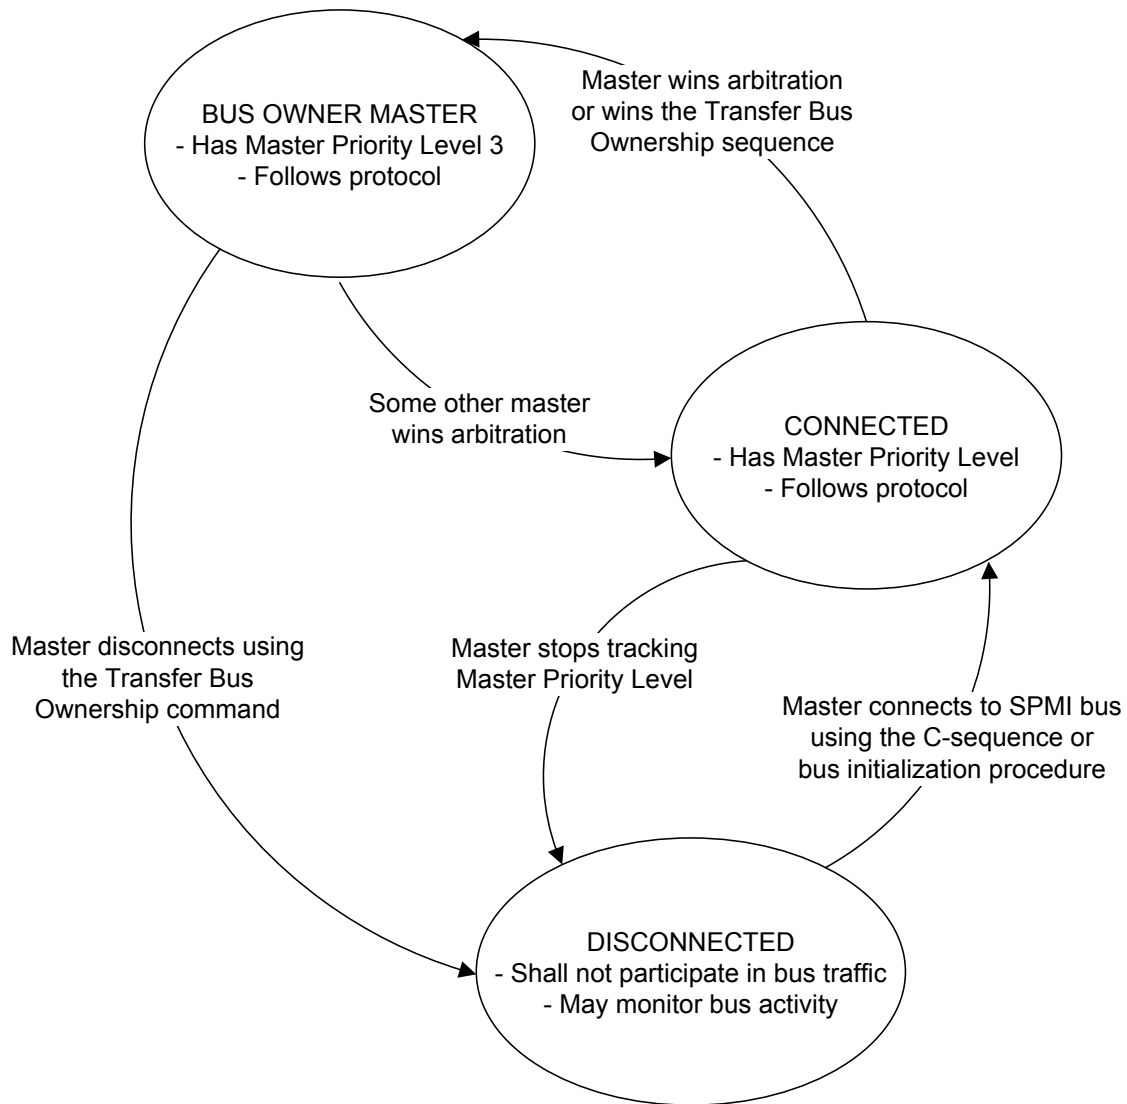 BUS OWNER MASTER
- Has Master Priority Level 3
- Follows protocol
Master wins arbitration
or wins the Transfer Bus
Ownership sequence
Some other master
wins arbitration
CONNECTED
- Has Master Priority Level
- Follows protocol
Master disconnects using
the Transfer Bus
Ownership command
Master stops tracking
Master Priority Level
Master connects to SPMI bus
using the C-sequence or
bus initialization procedure
DISCONNECTED
- Shall not participate in bus traffic
- May monitor bus activity